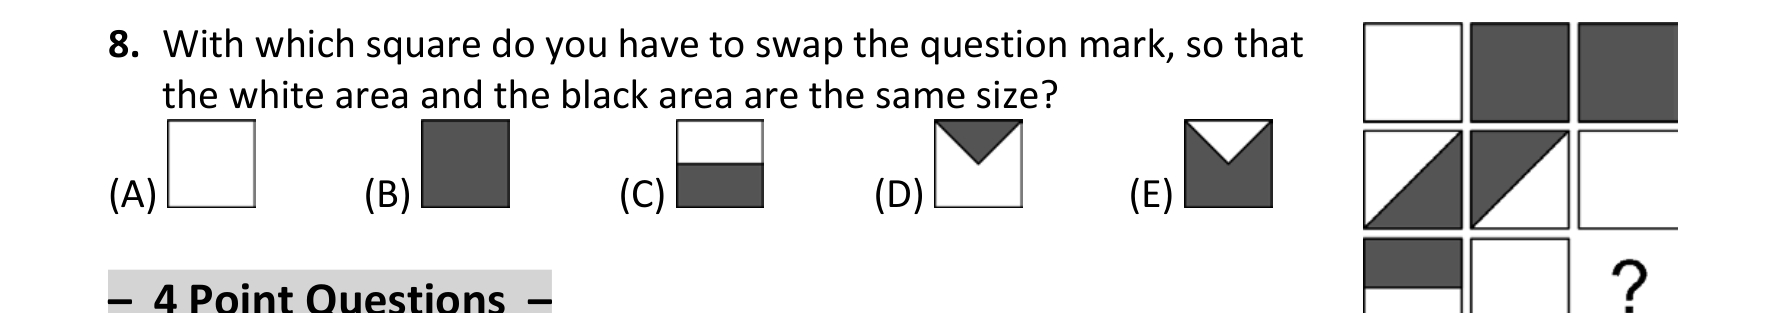 8. With which square do you have to swap the question mark, so that
the white area and the black area are the same size?
(A) (B) (C) (D) (E)
?
– 4 Point Questions –